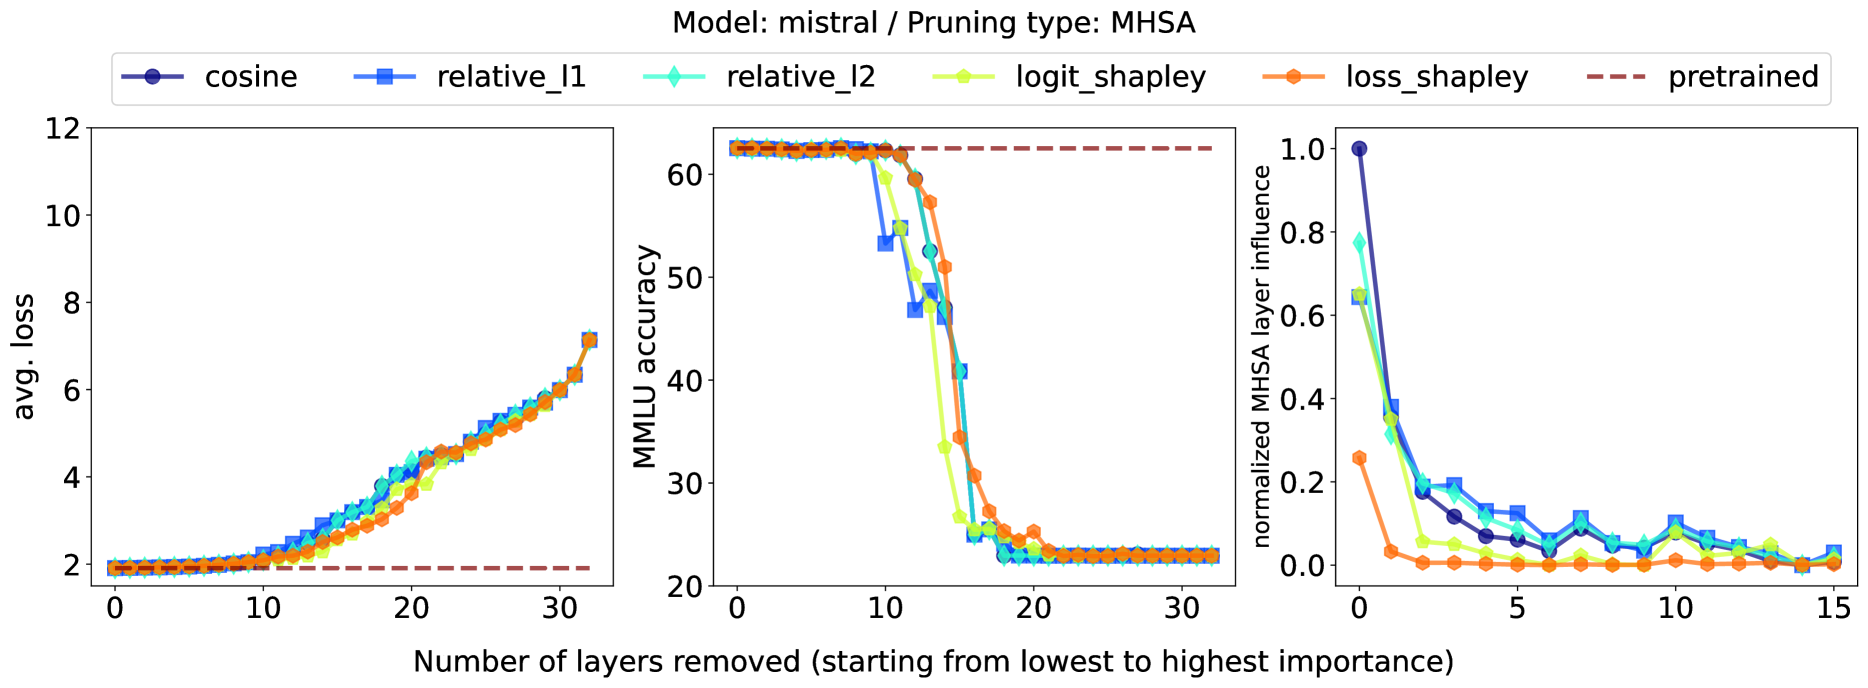 Model: mistral / Pruning type: MHSA
cosine relative_l1 relative_l2 logit_shapley loss_shapley pretrained
avg. loss
12
10
8
6
4
2
0 10 20 30
MMLU accuracy
60
50
40
30
20
0 10 20 30
normalized MHSA layer influence
1.0
0.8
0.6
0.4
0.2
0.0
0 5 10 15
Number of layers removed (starting from lowest to highest importance)